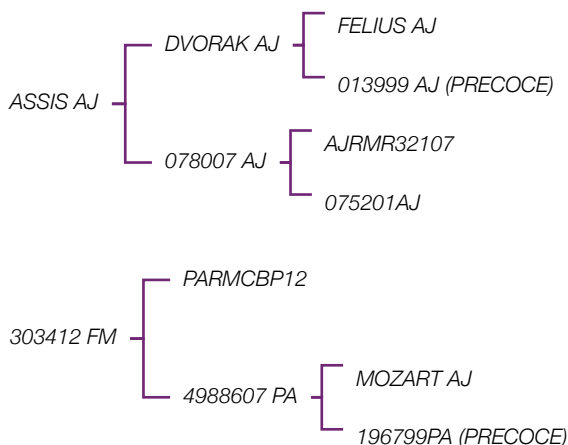 FELIUS AJ
DVORAK AJ
013999 AJ (PRECOCE)
ASSIS AJ
AJRMR32107
078007 AJ
075201AJ
PARMCBP12
303412 FM
MOZART AJ
4988607 PA
196799PA (PRECOCE)